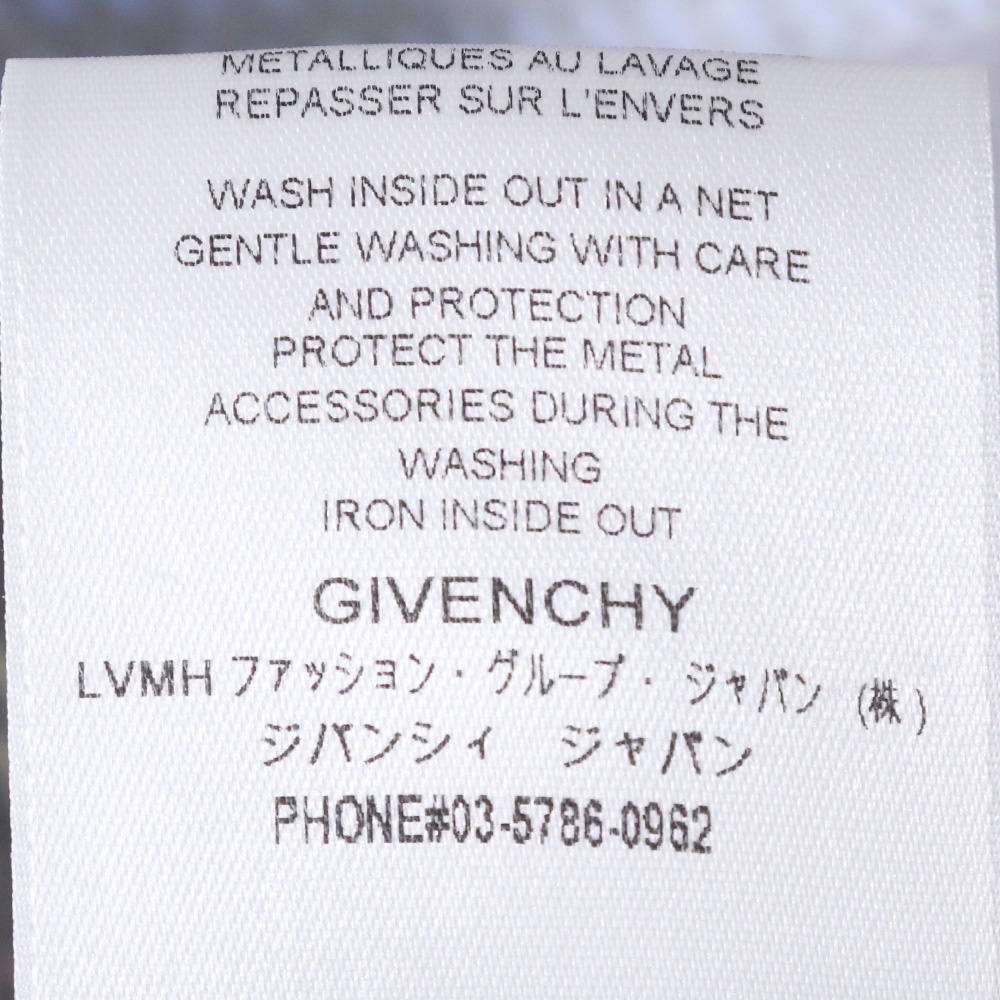 METALLIQUES AU LAVAGE
REPASSER SUR L'ENVERS
WASH INSIDE OUT IN A NET
GENTLE WASHING WITH CARE
AND PROTECTION
PROTECT THE METAL
ACCESSORIES DURING THE
WASHING
IRON INSIDE OUT
GIVENCHY
LVMH ファッション・グループ・ ジャパン (株)
ジバンシィ ジャパン
PHONE#03-5786-0962